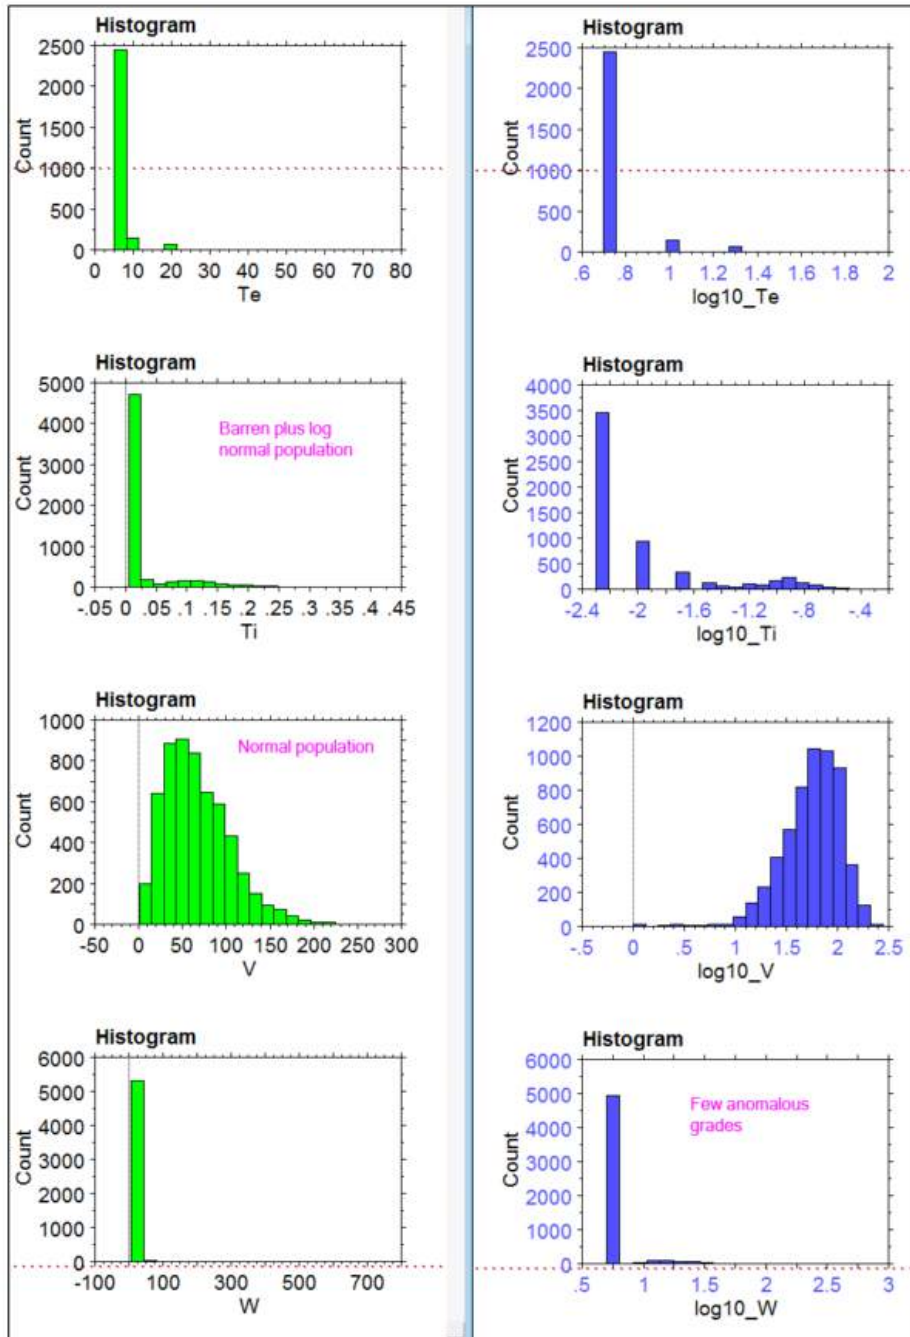 Histogram
2500
2000
1500
1000
500
0
Count
0 10 20 30 40 50 60 70 80
Te
Histogram
2500
2000
1500
1000
500
0
Count
.6 .8 1 1.2 1.4 1.6 1.8 2
log10_Te
Histogram
5000
4000
3000
2000
1000
0
Count
Barren plus log
normal population
-.05 0 .05 .1 .15 .2 .25 .3 .35 .4 .45
Ti
Histogram
4000
3500
3000
2500
2000
1500
1000
500
0
Count
-2.4 -2 -1.6 -1.2 -.8 -.4
log10_Ti
Histogram
1000
800
600
400
200
0
Count
Normal population
-50 0 50 100 150 200 250 300
V
Histogram
1200
1000
800
600
400
200
0
Count
-.5 0 .5 1 1.5 2 2.5
log10_V
Histogram
6000
5000
4000
3000
2000
1000
0
Count
-100 100 300 500 700
W
Histogram
6000
5000
4000
3000
2000
1000
0
Count
Few anomalous
grades
.5 1 1.5 2 2.5 3
log10_W